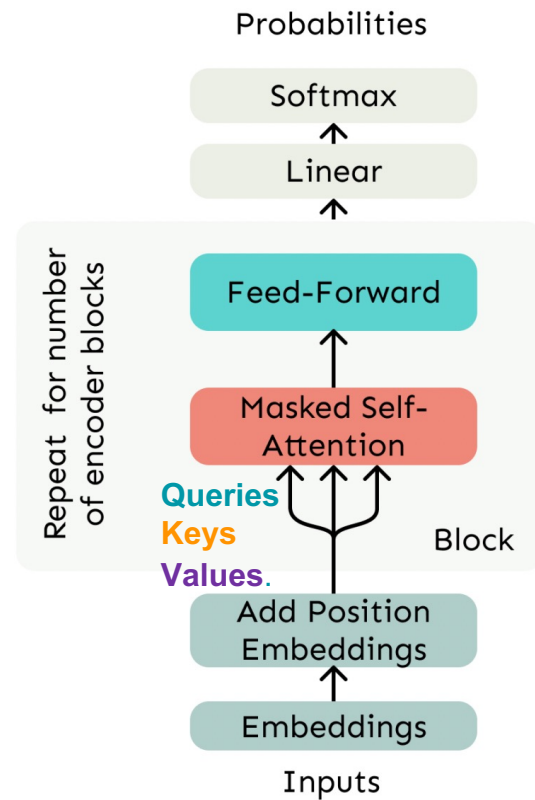 Probabilities
Softmax
Linear
Repeat for number
of encoder blocks
Feed-Forward
Masked Self-
Attention
Queries
Keys
Values.
Block
Add Position
Embeddings
Embeddings
Inputs